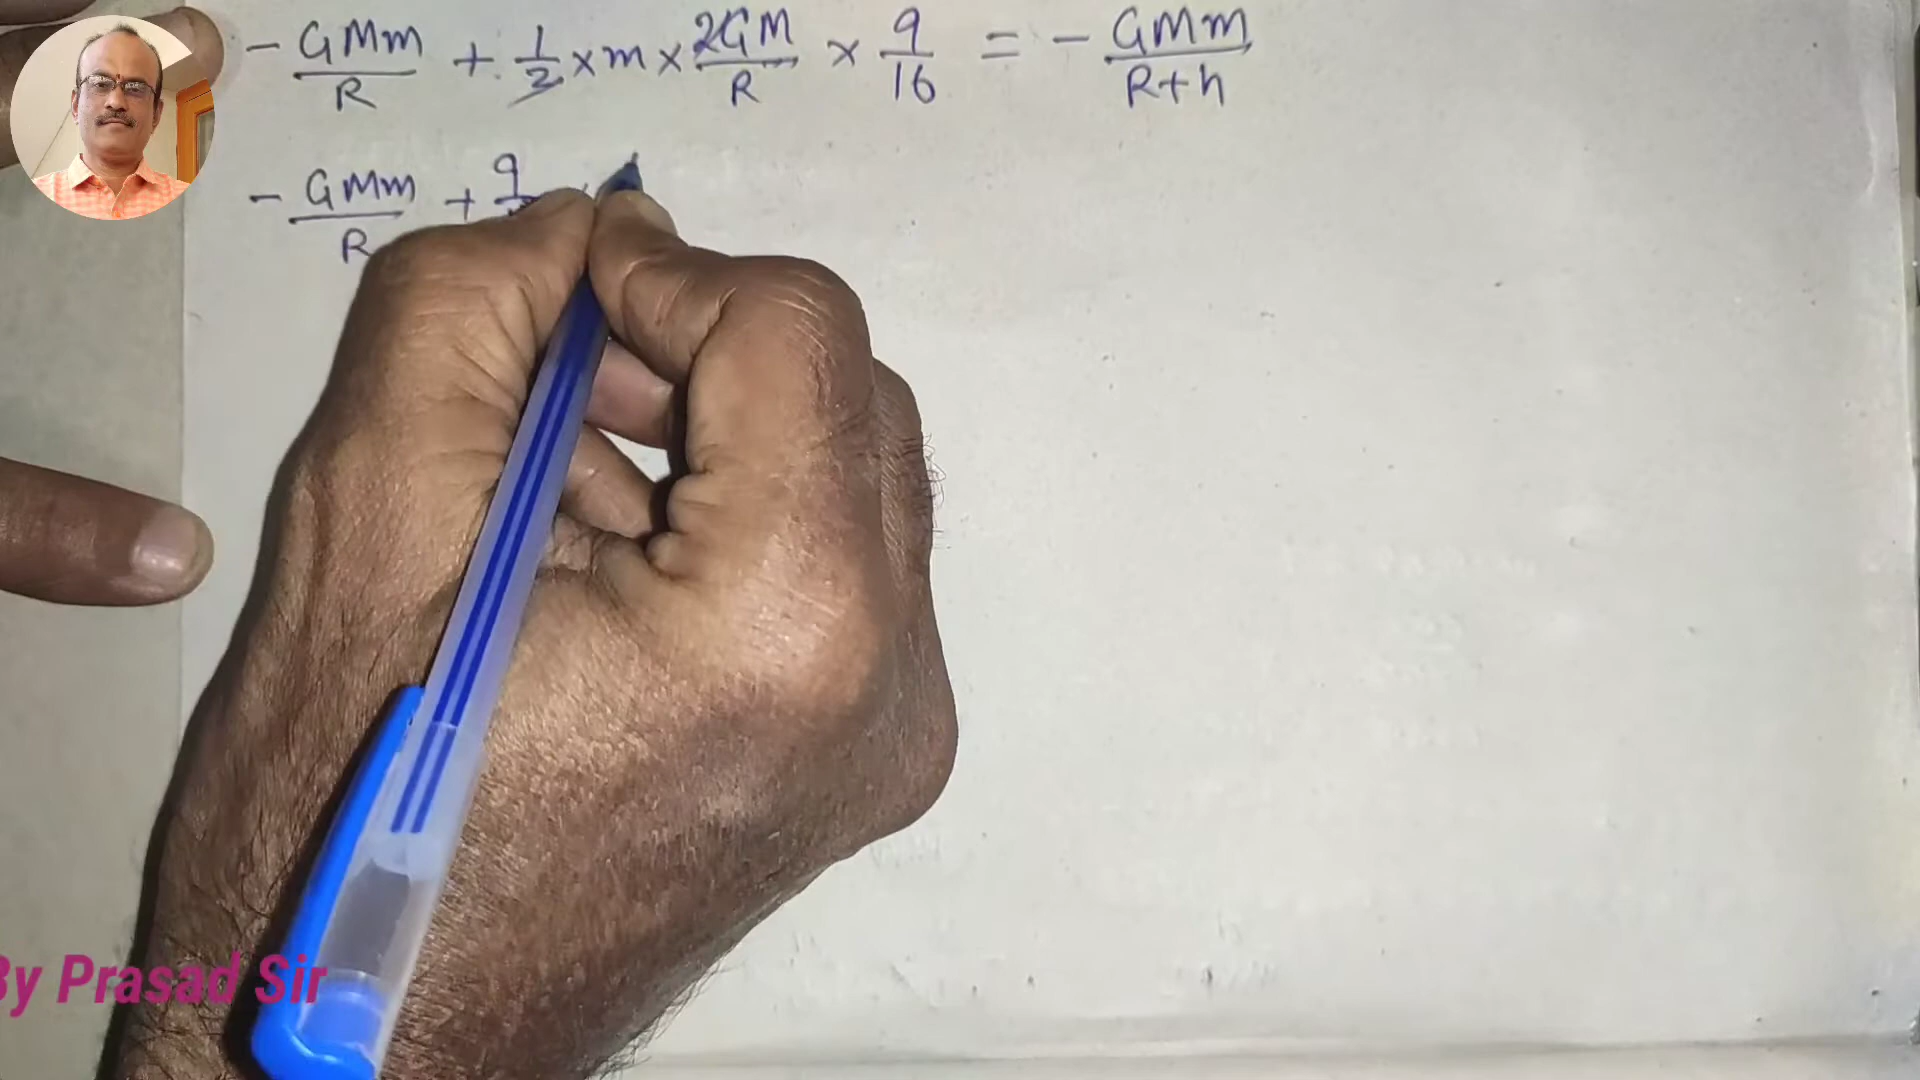 - GMm/R + 1/2 × m × 2GM/R × 9/16 = - GMm/R+h
- GMm/R + 9/
By Prasad Sir